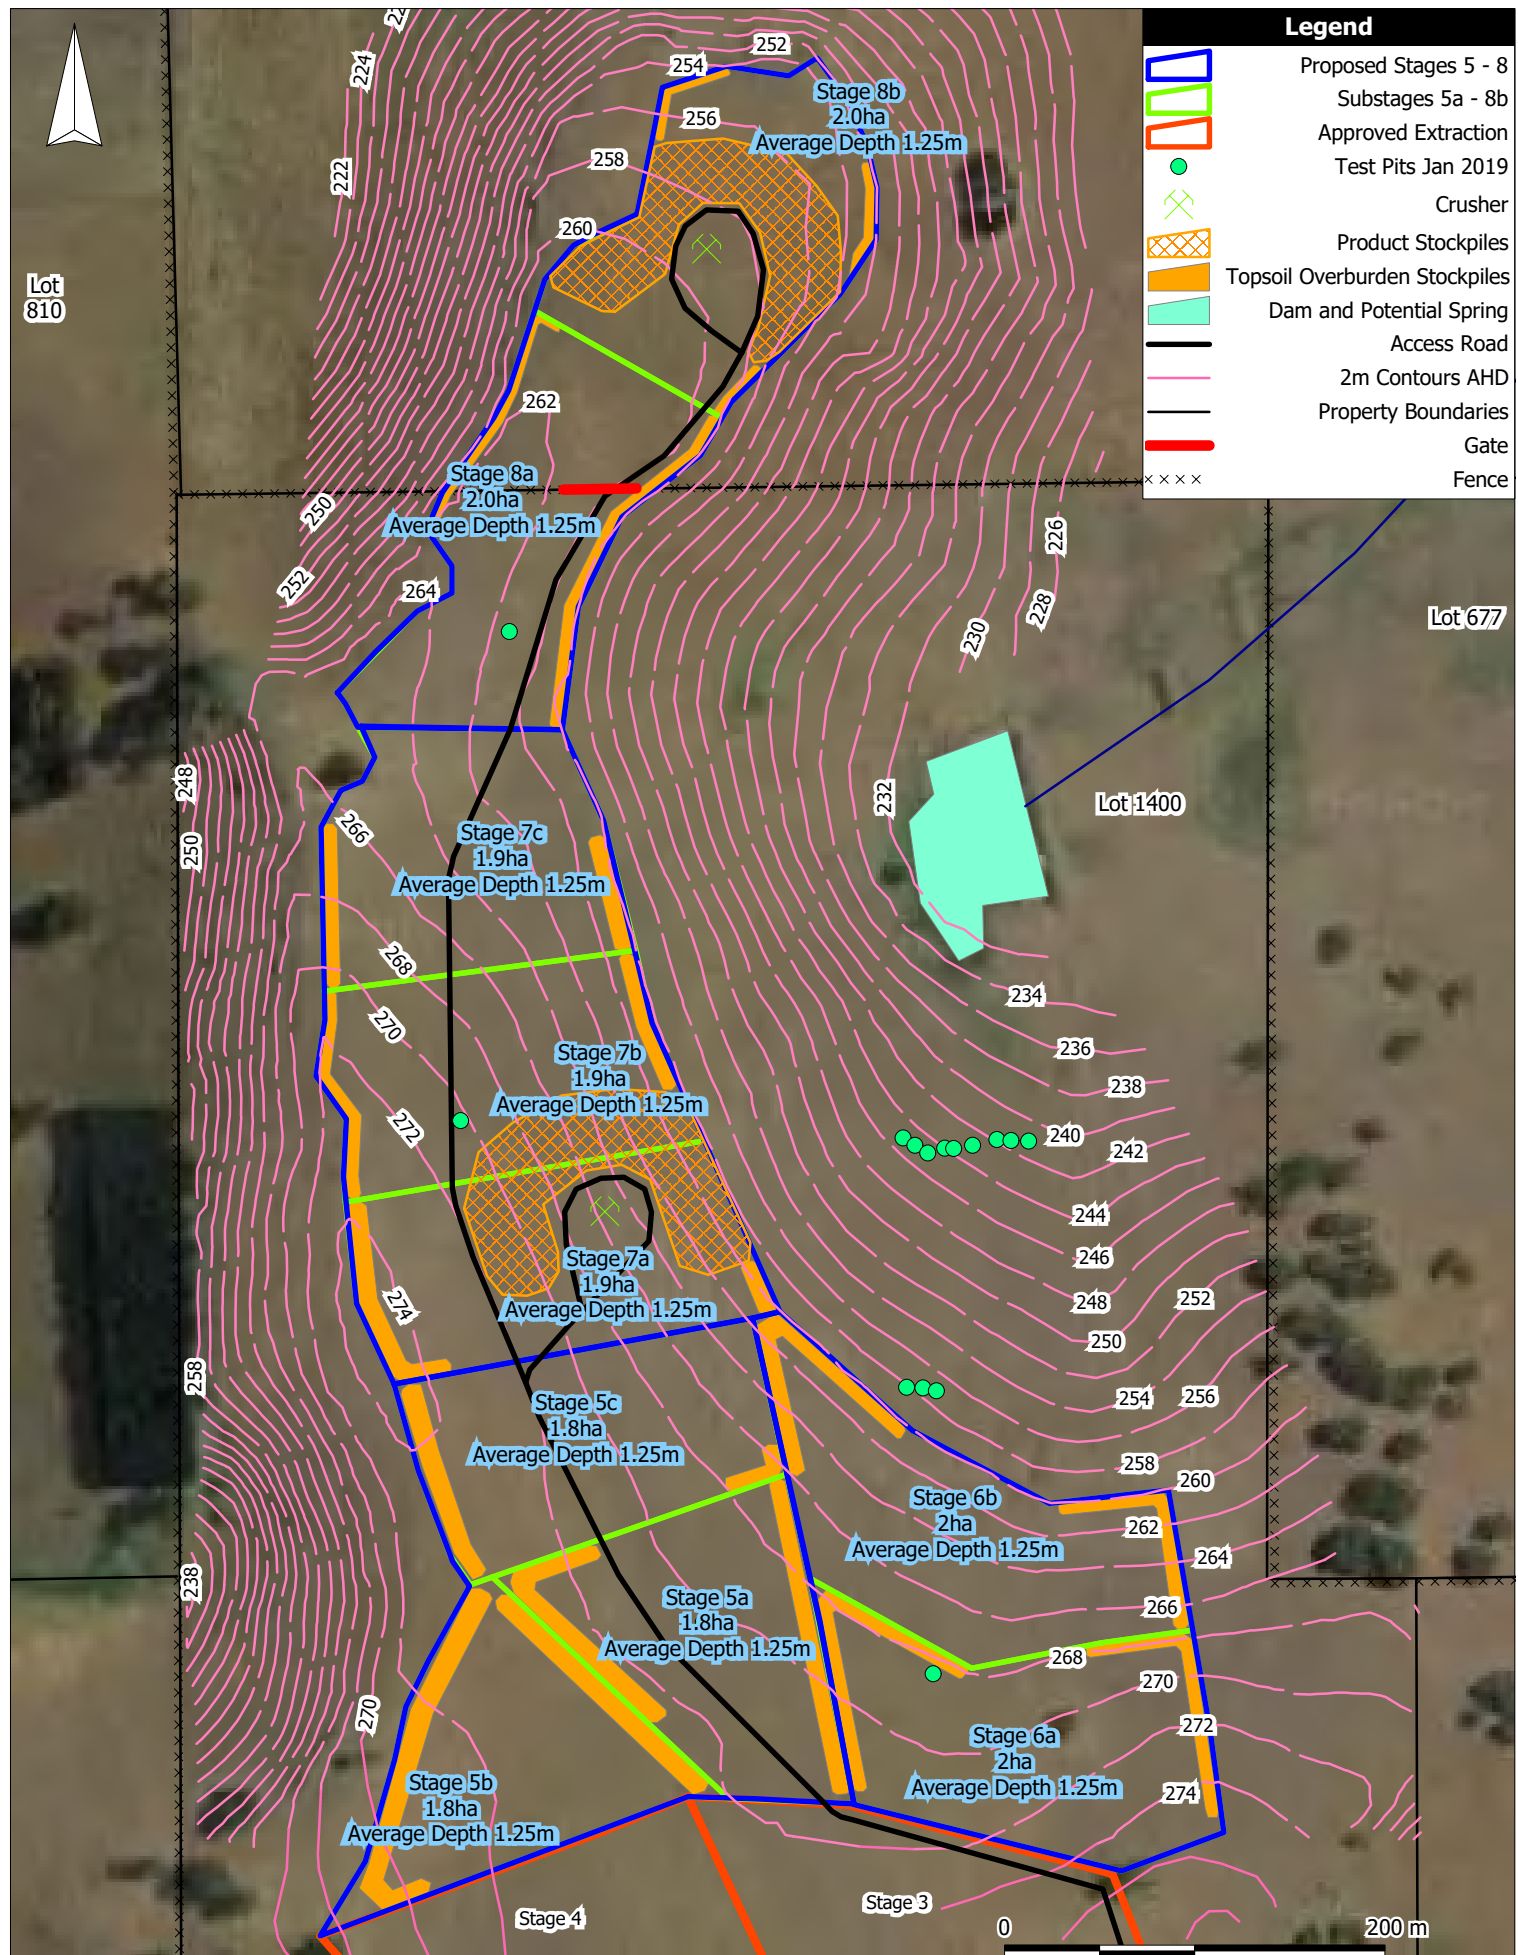 Legend
Proposed Stages 5 - 8
Substages 5a - 8b
Approved Extraction
Test Pits Jan 2019
Crusher
Product Stockpiles
Topsoil Overburden Stockpiles
Dam and Potential Spring
Access Road
2m Contours AHD
Property Boundaries
Gate
Fence
224
222
252
254
256
258
260
Stage 8b
2.0ha
Average Depth 1.25m
Lot
810
262
Stage 8a
2.0ha
Average Depth 1.25m
250
252
264
226
228
230
Lot 677
248
250
266
232
Lot 1400
Stage 7c
1.9ha
Average Depth 1.25m
268
270
272
234
236
238
240
242
244
246
248
250
252
254
256
258
260
262
264
266
268
270
272
274
Stage 7b
1.9ha
Average Depth 1.25m
Stage 7a
1.9ha
Average Depth 1.25m
274
258
Stage 5c
1.8ha
Average Depth 1.25m
Stage 6b
2ha
Average Depth 1.25m
238
Stage 5a
1.8ha
Average Depth 1.25m
270
Stage 6a
2ha
Average Depth 1.25m
Stage 5b
1.8ha
Average Depth 1.25m
Stage 4
Stage 3
0
200 m